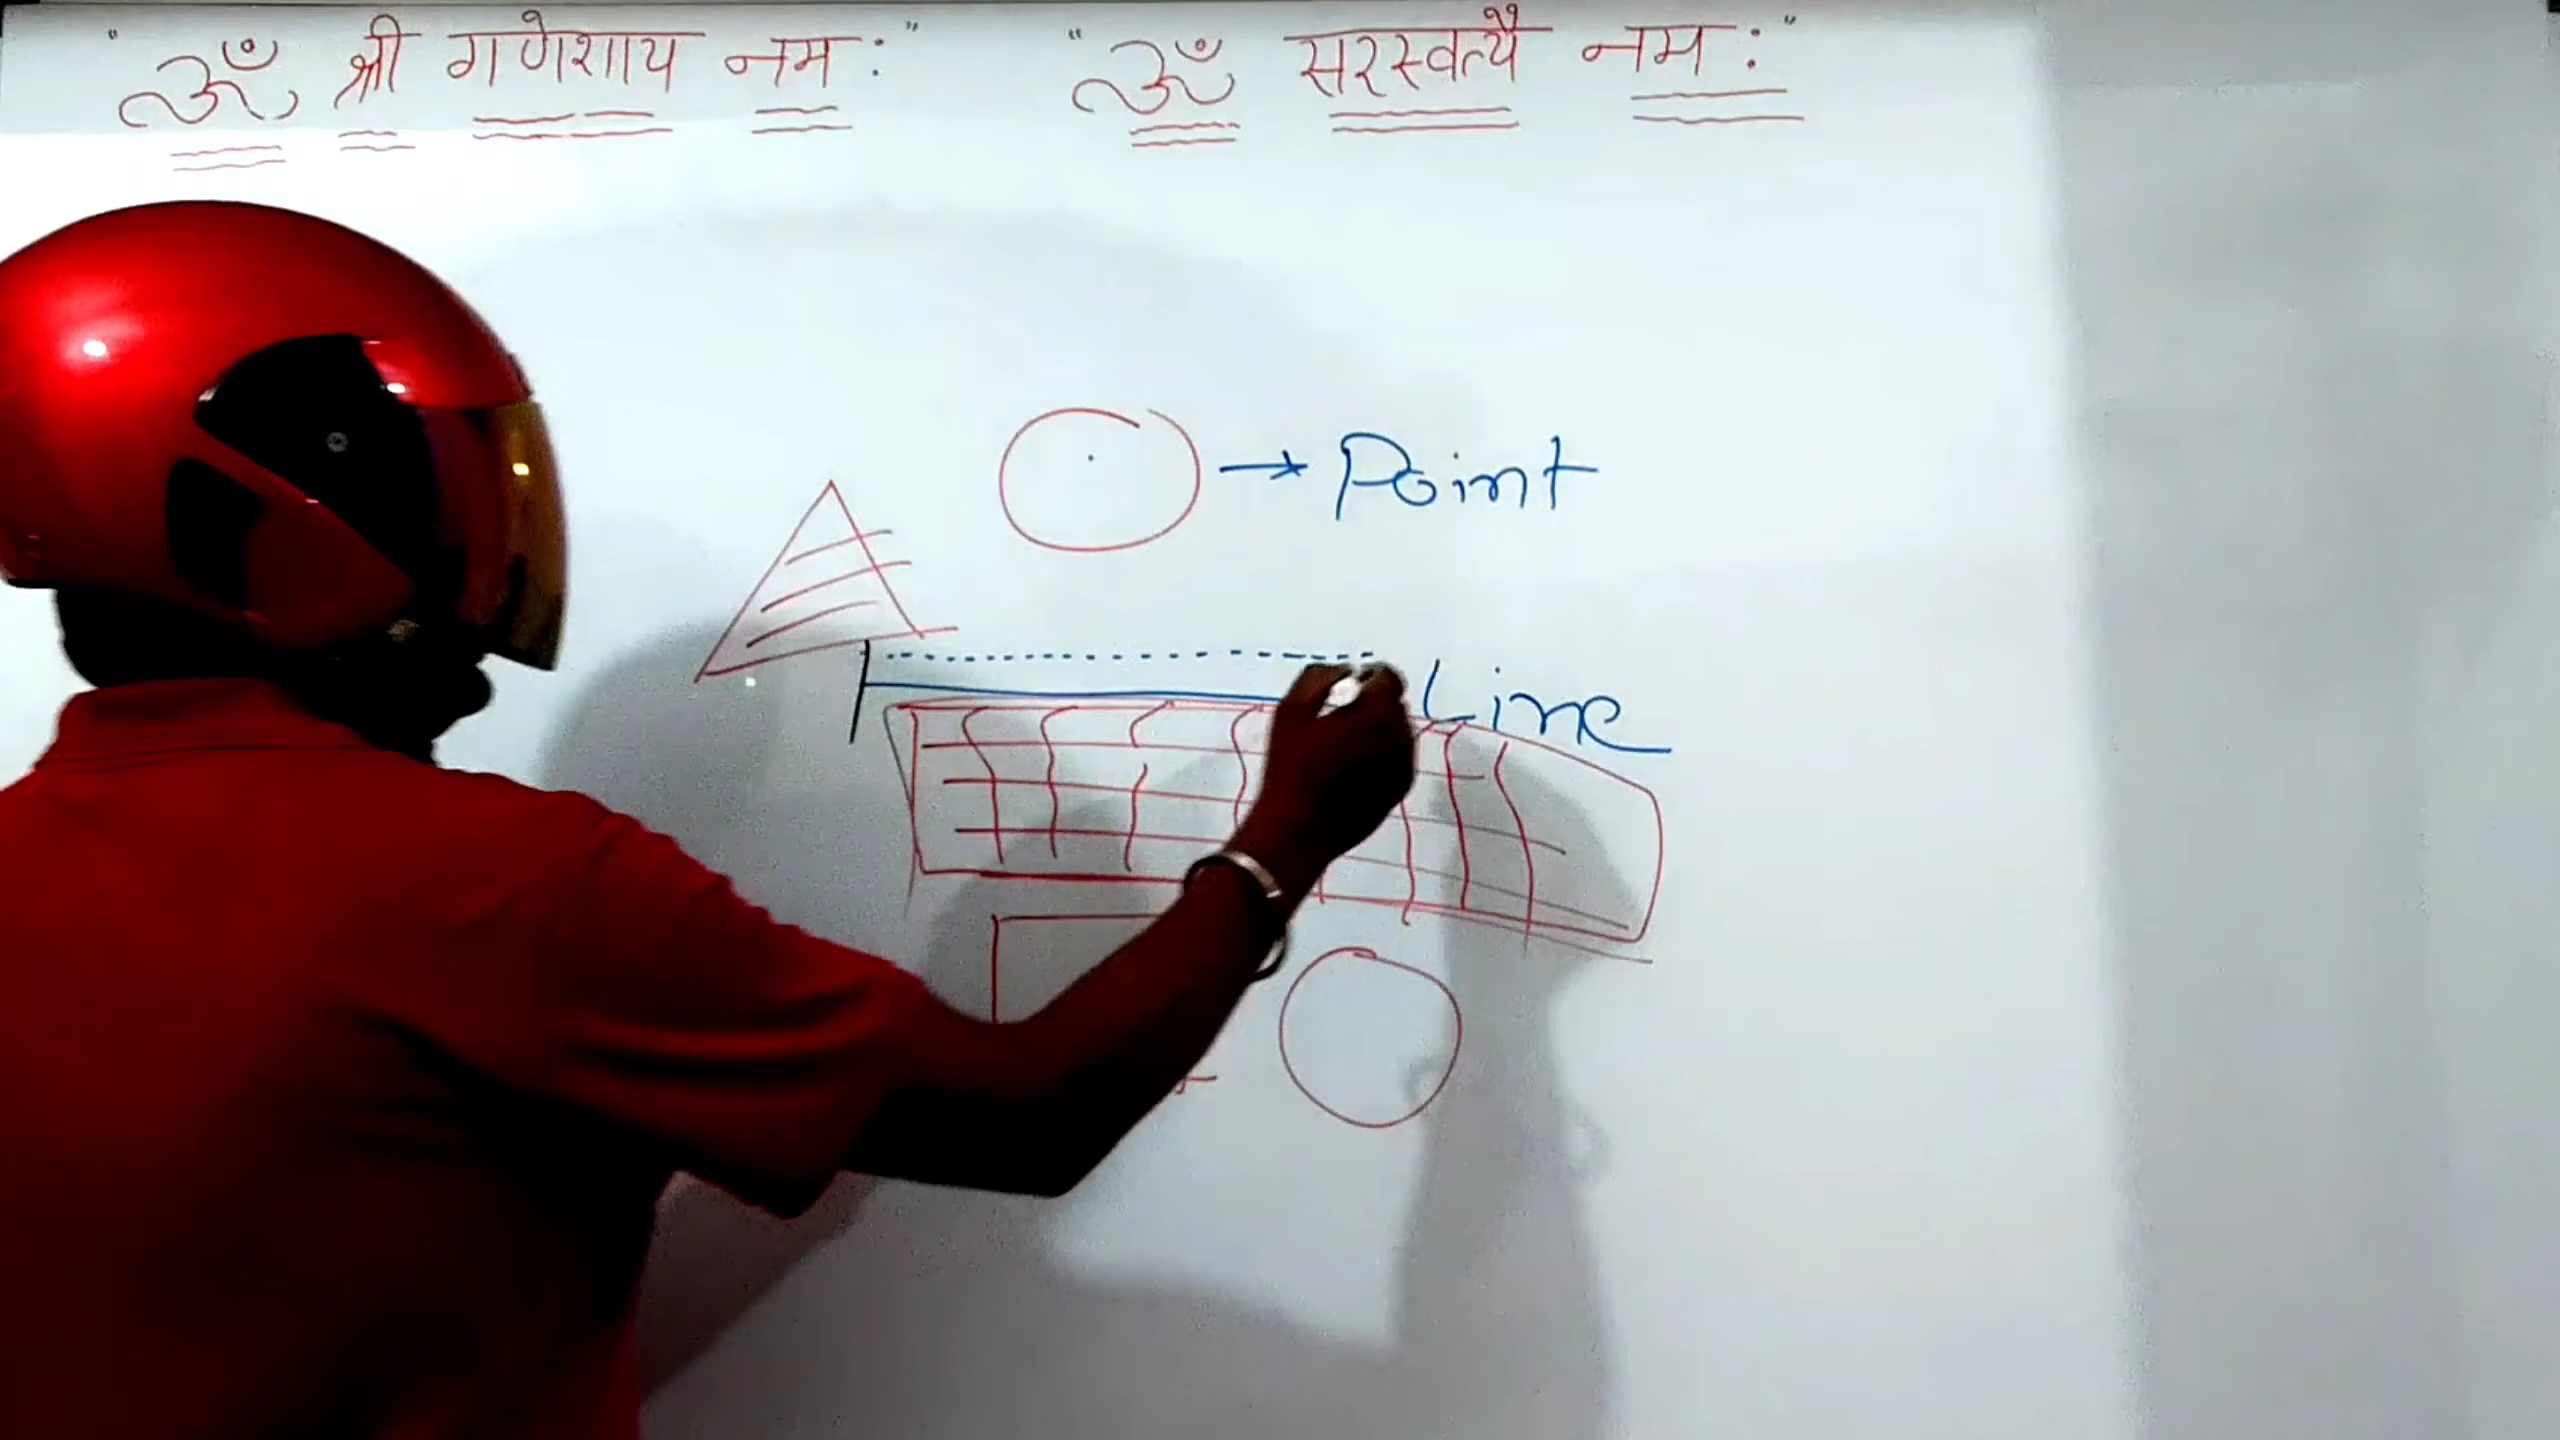 "ॐ श्री गणेशाय नमः" "ॐ सरस्वत्यै नमः"
→ Point
Line